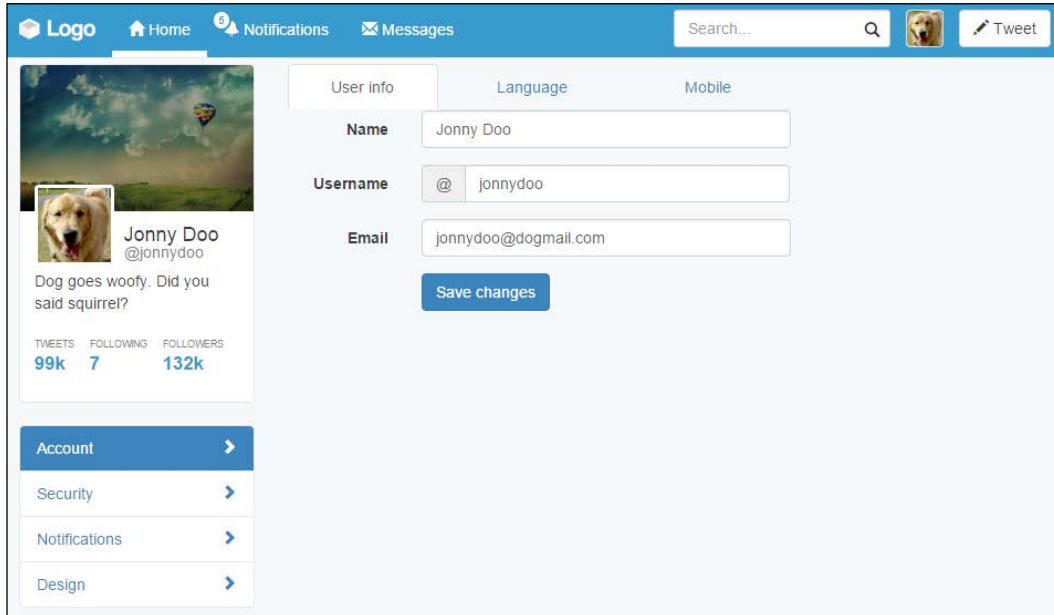 Logo
Home
5
Notifications
Messages
Search...
Tweet
Jonny Doo
@jonnydoo
Dog goes woofy. Did you
said squirrel?
TWEETS FOLLOWING FOLLOWERS
99k 7 132k
Account
Security
Notifications
Design
User info Language Mobile
Name Jonny Doo
Username @ jonnydoo
Email jonnydoo@dogmail.com
Save changes